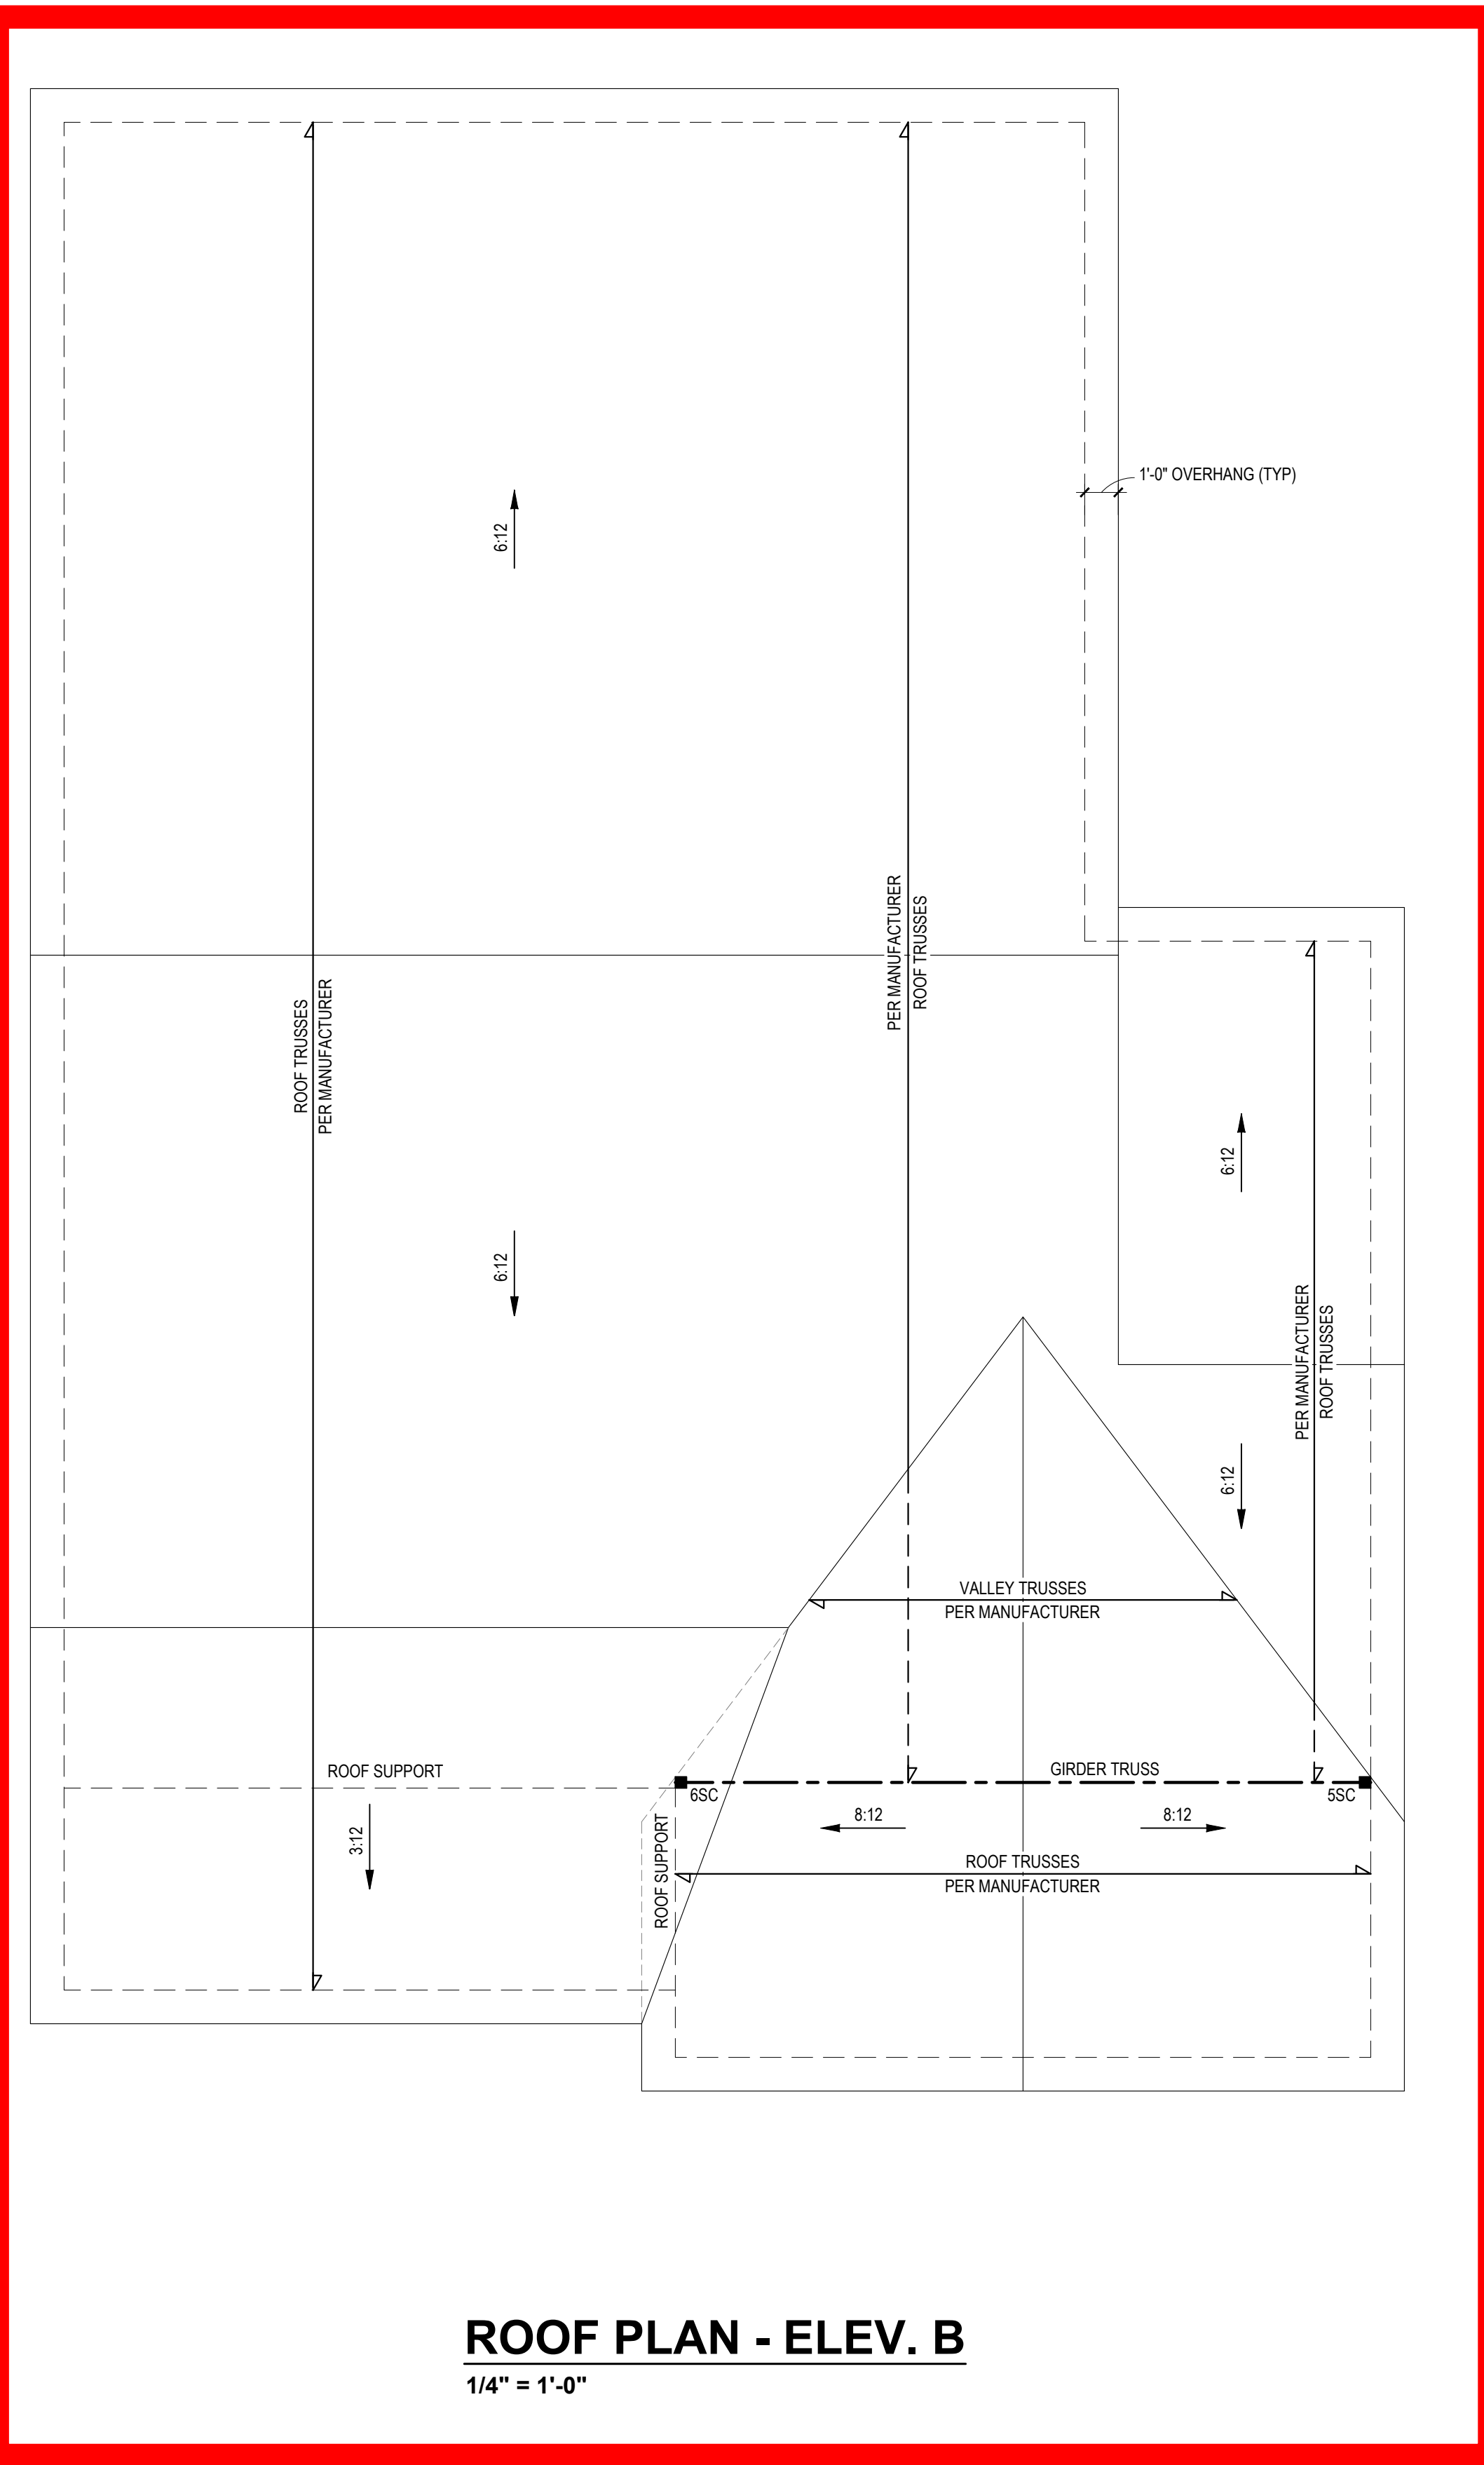 1'-0" OVERHANG (TYP)
6:12
PER MANUFACTURER
ROOF TRUSSES
ROOF TRUSSES
PER MANUFACTURER
6:12
6:12
PER MANUFACTURER
ROOF TRUSSES
6:12
VALLEY TRUSSES
PER MANUFACTURER
ROOF SUPPORT
GIRDER TRUSS
6SC
5SC
3:12
ROOF SUPPORT
8:12
8:12
ROOF TRUSSES
PER MANUFACTURER
ROOF PLAN - ELEV. B
1/4" = 1'-0"